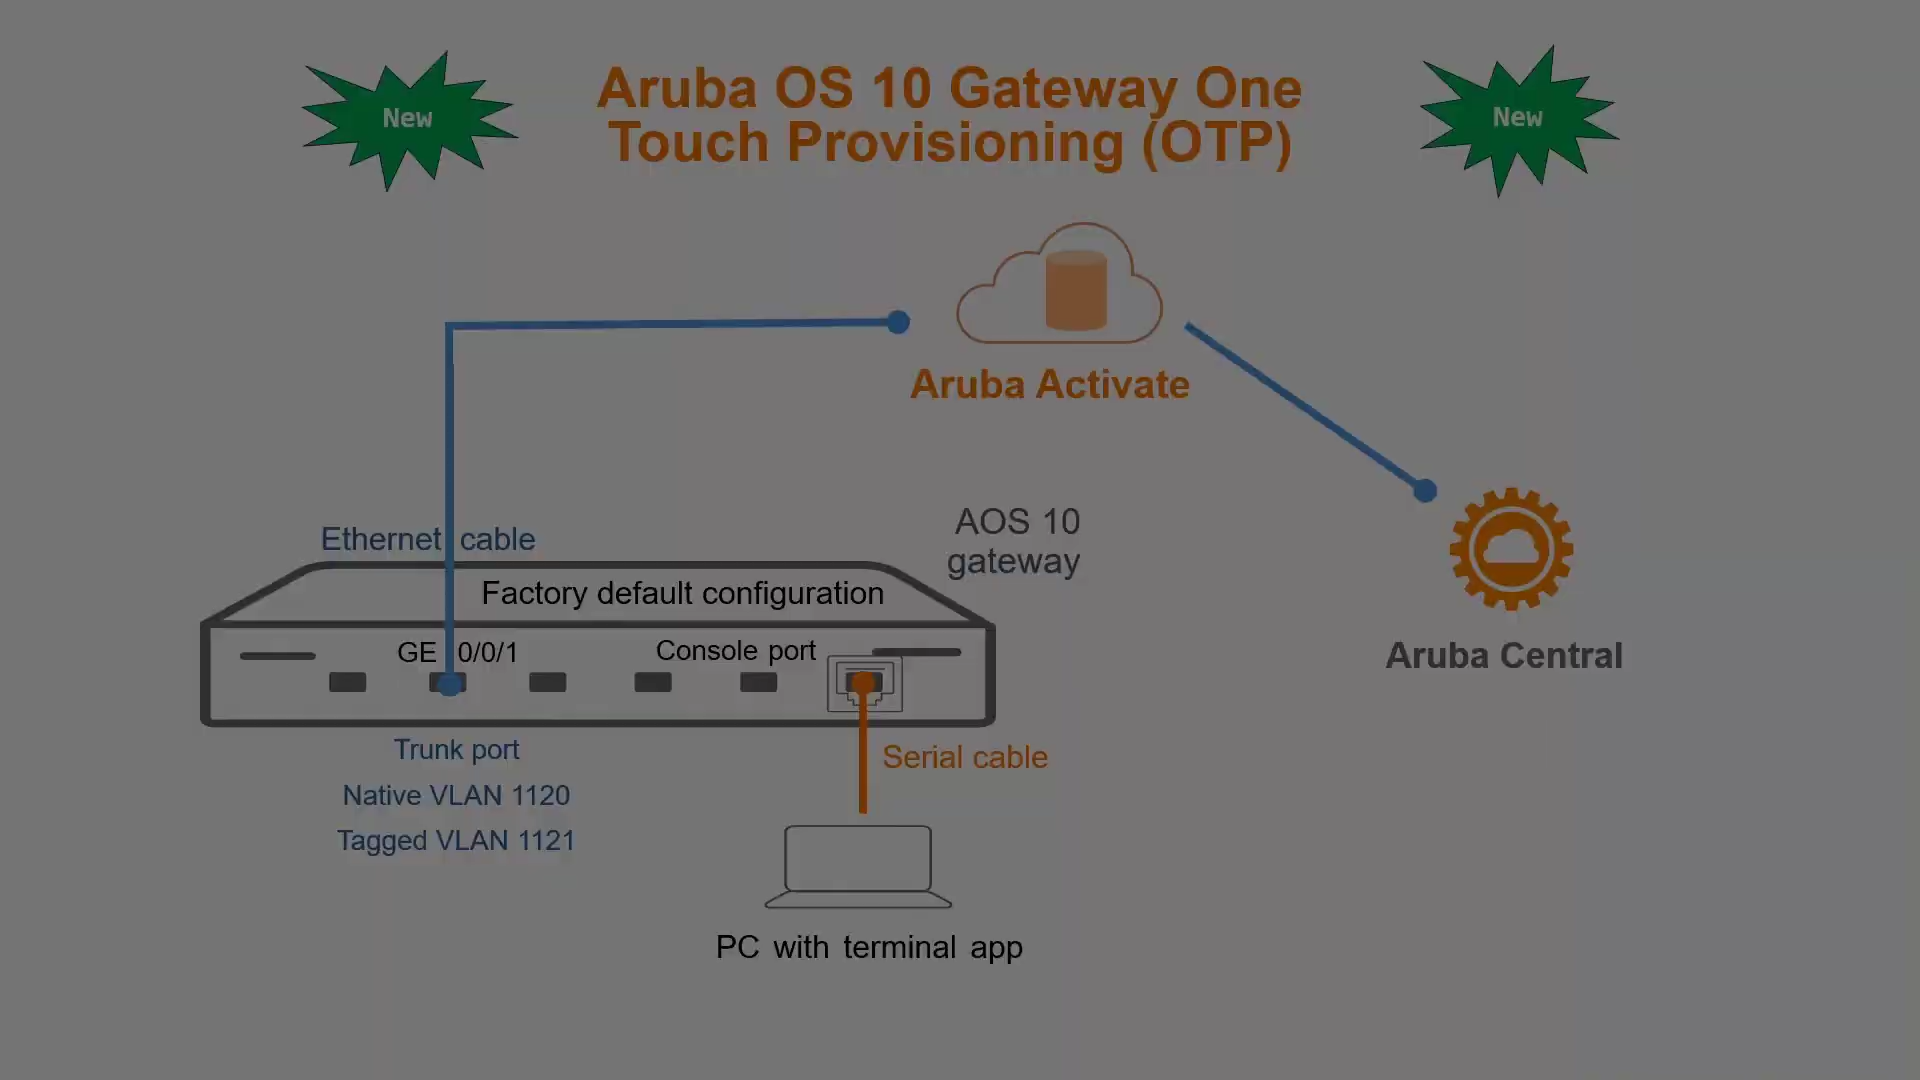 New
Aruba OS 10 Gateway One
Touch Provisioning (OTP)
New
Aruba Activate
Ethernet cable
AOS 10
gateway
Factory default configuration
GE 0/0/1
Console port
Aruba Central
Trunk port
Native VLAN 1120
Tagged VLAN 1121
Serial cable
PC with terminal app